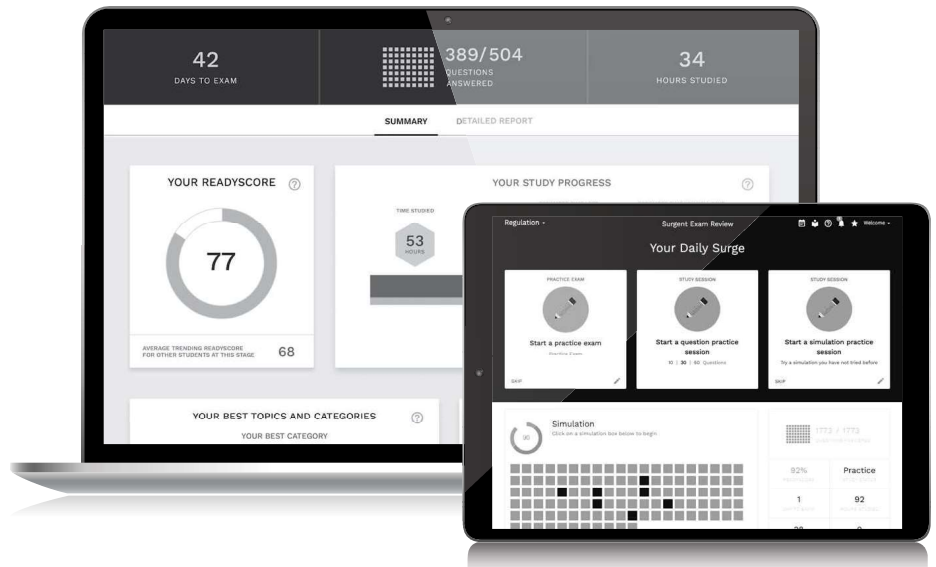 42
DAYS TO EXAM
389/504
QUESTIONS
ANSWERED
34
HOURS STUDIED
SUMMARY
DETAILED REPORT
YOUR READYSCORE ?
77
AVERAGE TRENDING READYSCORE
FOR OTHER STUDENTS AT THIS STAGE
68
YOUR STUDY PROGRESS ?
TIME STUDIED
53
HOURS
YOUR BEST TOPICS AND CATEGORIES ?
YOUR BEST CATEGORY
Regulation
Surgent Exam Review
Welcome
Your Daily Surge
PRACTICE EXAM
Start a practice exam
Practice Exam
SKIP
STUDY SESSION
Start a question practice
session
10 | 30 | 50 Questions
STUDY SESSION
Start a simulation practice
session
Try a simulation you have not tried before
SKIP
Simulation
Click on a simulation box below to begin
1773 / 1773
92%
Practice
1
92